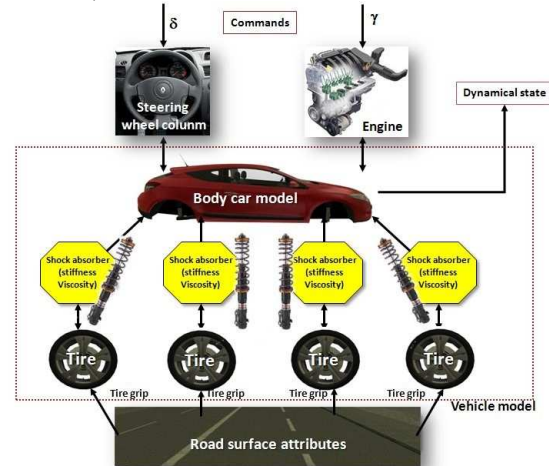 δ
Commands
γ
Steering
wheel colunm
Engine
Dynamical state
Body car model
Shock absorber
(stiffness
Viscosity)
Shock absorber
(stiffness
Viscosity)
Shock absorber
(stiffness
Viscosity)
Shock absorber
(stiffness
Viscosity)
Tire
Tire
Tire
Tire
Tire grip
Tire grip
Tire grip
Tire grip
Vehicle model
Road surface attributes